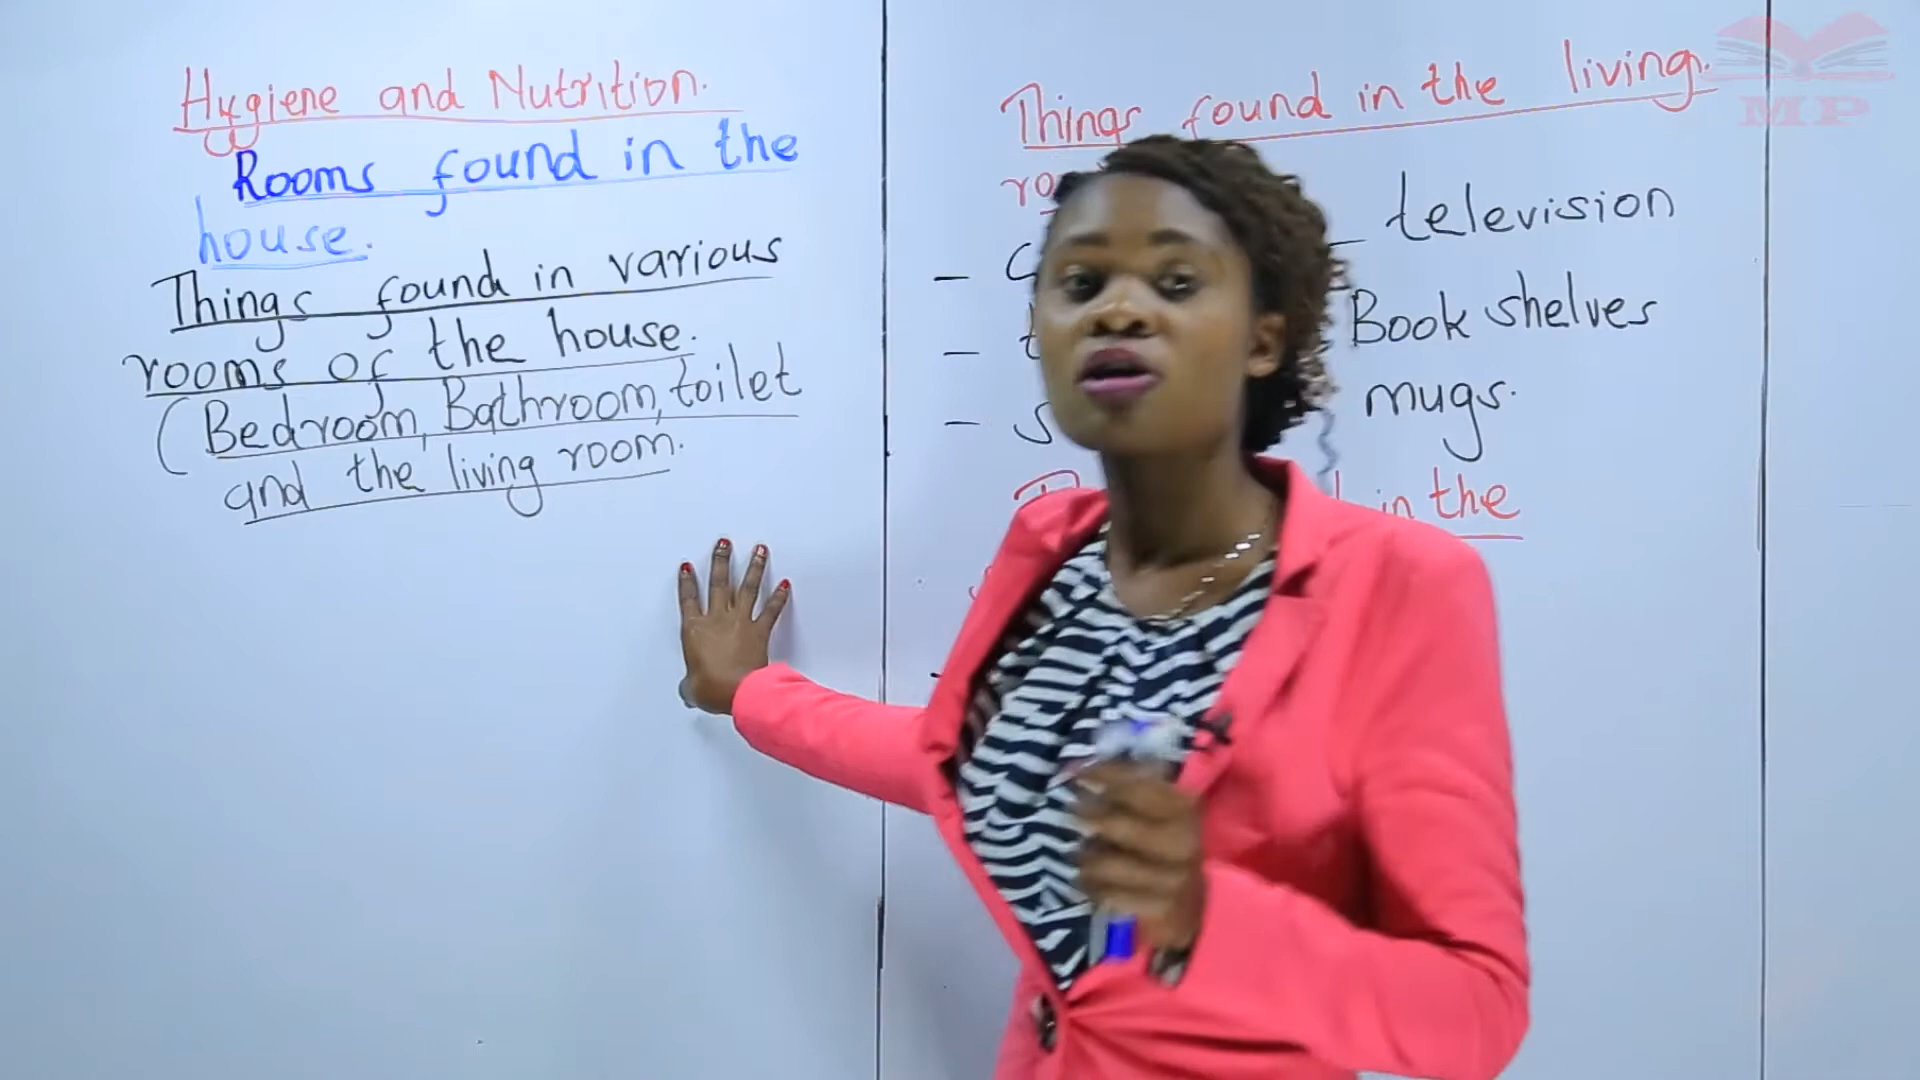 Hygiene and Nutrition.
Rooms found in the
house.
Things found in various
rooms of the house.
(Bedroom, Bathroom, toilet
and the living room.
Things found in the living.
- television
Book shelves
mugs.
in the
MP